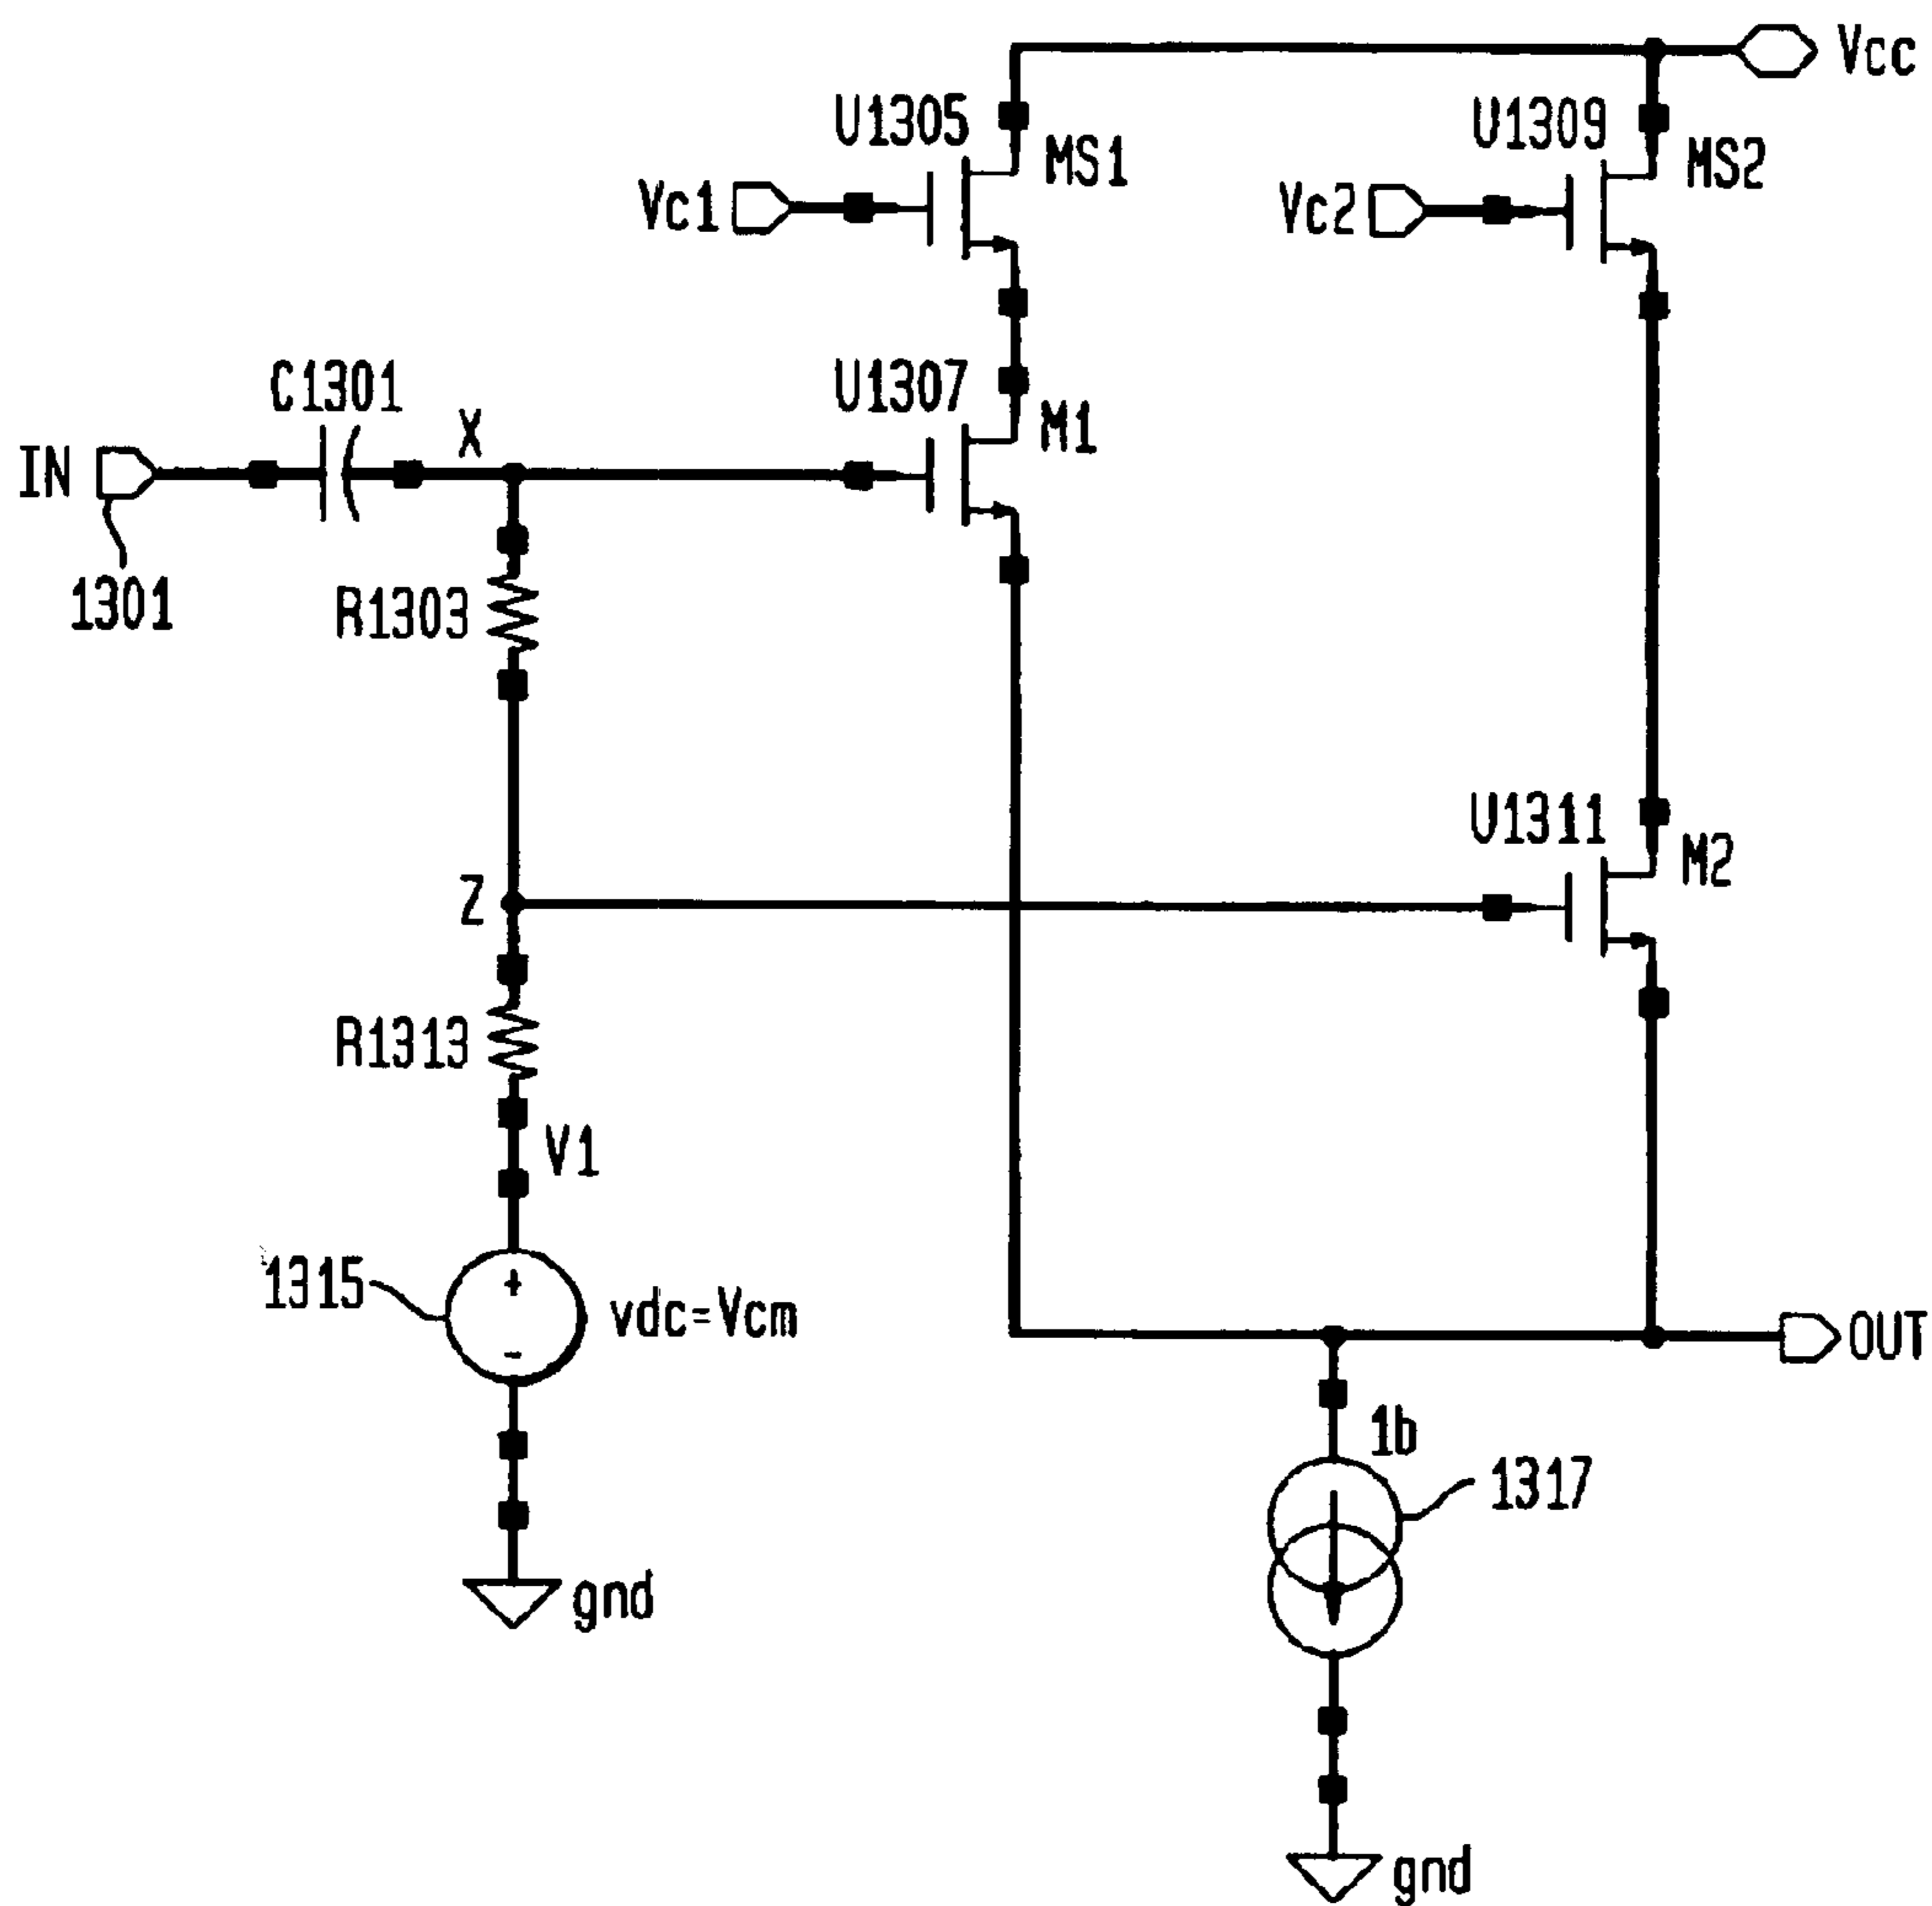 Vcc
U1305
MS1
U1309
MS2
Vc1
Vc2
C1301
X
U1307
M1
IN
1301
R1303
U1311
M2
Z
R1313
V1
1315
+
-
vdc=Vcm
OUT
1b
1317
gnd
gnd